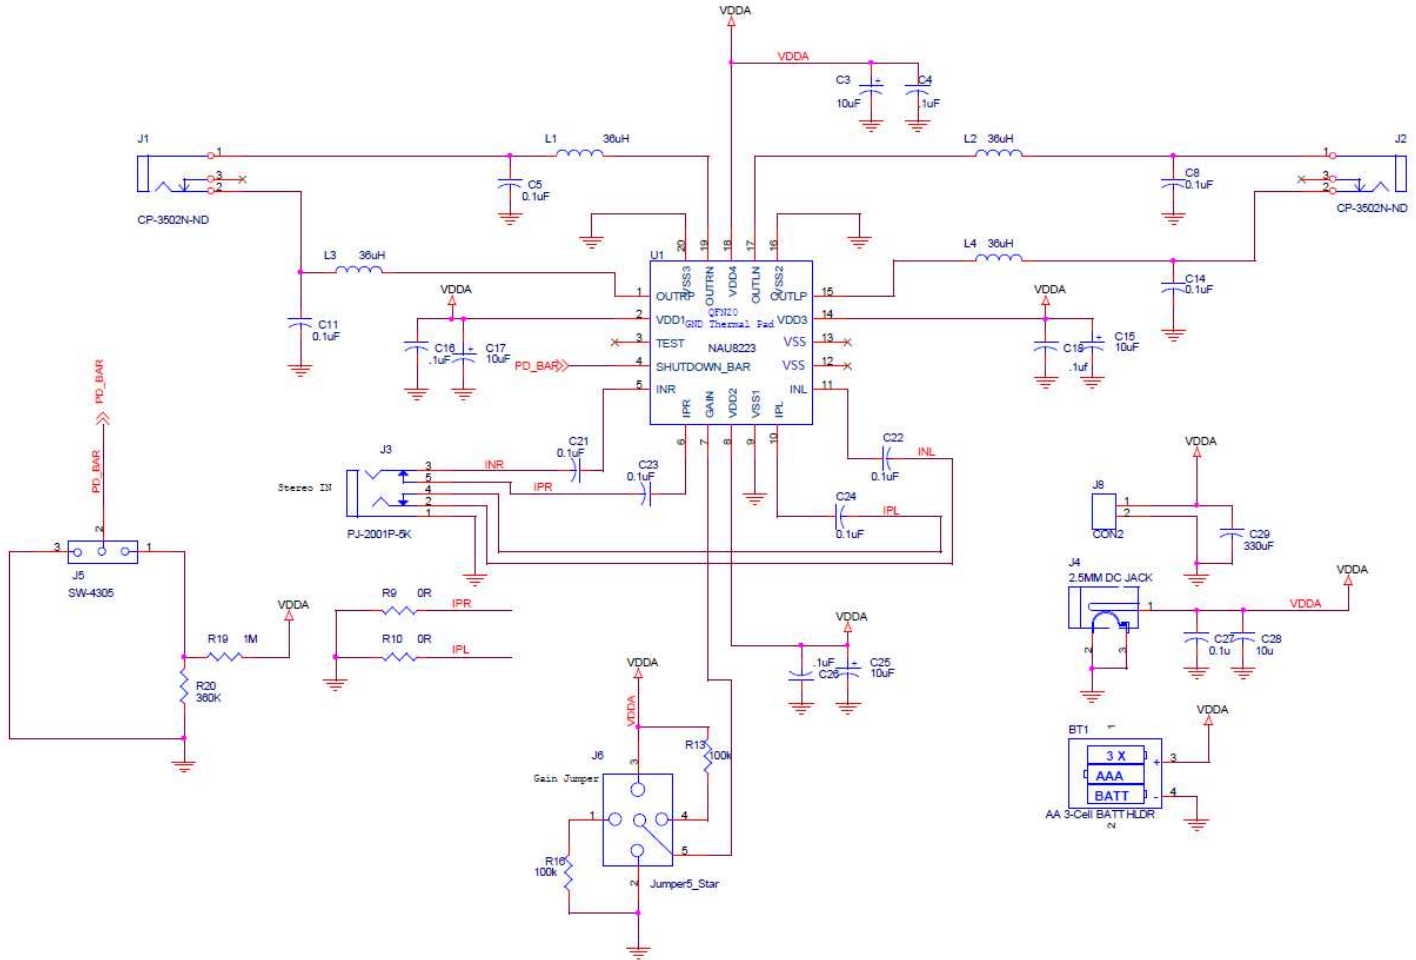 VDDA
VDDA
C3
10uF
C4
.1uF
J1
1
3
2
CP-3502N-ND
L1 36uH
C5
0.1uF
L2 36uH
C8
0.1uF
J2
1
3
2
CP-3502N-ND
L3 36uH
C11
0.1uF
L4 36uH
C14
0.1uF
U1
20 19 18 17 16
VSS3 OUTRN VDD4 OUTLN VSS2
1 OUTRP
2 VDD1
3 TEST
4 SHUTDOWN_BAR
5 INR
QFN20
GND Thermal Pad
NAU8223
OUTLP 15
VDD3 14
VSS 13
VSS 12
INL 11
IPR GAIN VDD2 VSS1 IPL
6 7 8 9 10
VDDA
C16
.1uF
C17
10uF
PD_BAR
VDDA
C18
.1uf
C15
10uF
PD_BAR
PD_BAR
2
3
1
J5
SW-4305
J3
Stereo IN
3
5
4
2
1
PJ-2001P-5K
INR
IPR
C21
0.1uF
C23
0.1uF
C22
0.1uF
INL
C24
0.1uF
IPL
VDDA
J8
1
2
CON2
C29
330uF
J4
2.5MM DC JACK
1
2
3
VDDA
VDDA
C27
0.1u
C28
10u
R19 1M
VDDA
R20
360K
R9 0R IPR
R10 0R IPL
VDDA
.1uF
C26
C25
10uF
VDDA
VDDA
J6
Gain Jumper
3
1
4
5
2
R13
100k
R16
100k
Jumper5_Star
VDDA
BT1
1
3 X
AAA
BATT
+ 3
- 4
AA 3-Cell BATT HLDR
2